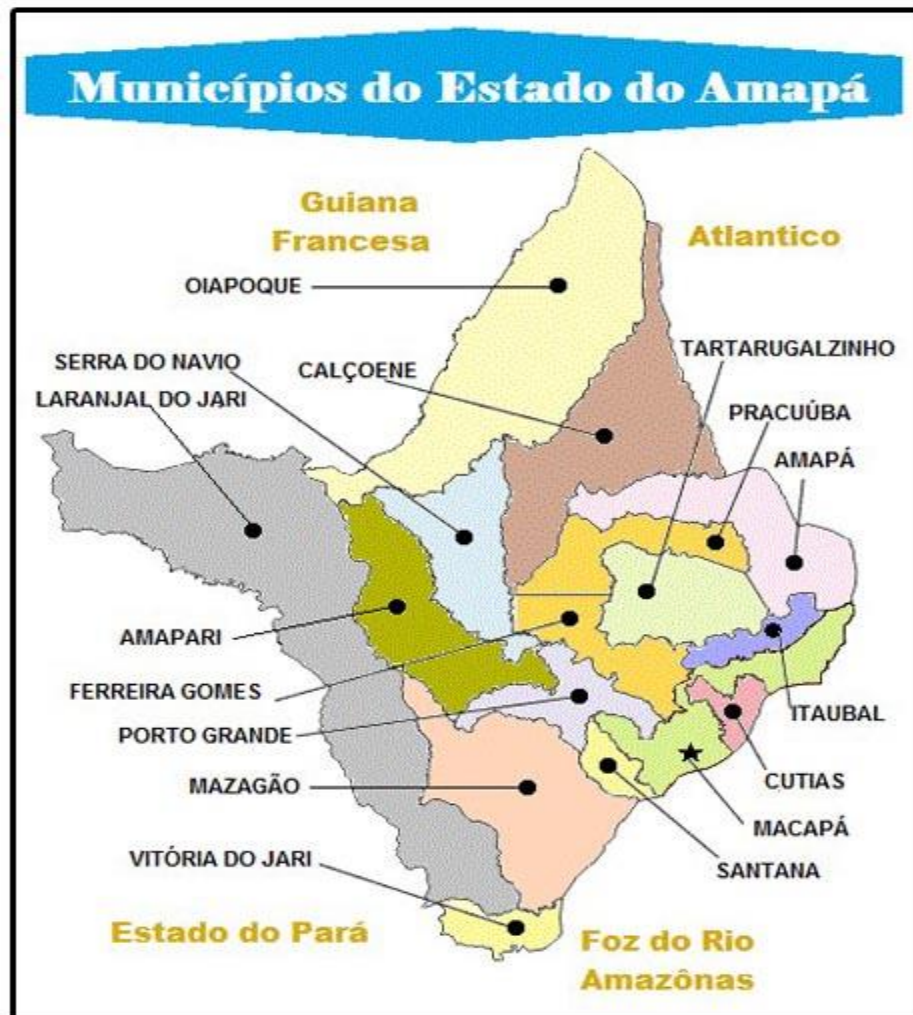 Municípios do Estado do Amapá
Guiana
Francesa
Atlantico
OIAPOQUE
TARTARUGALZINHO
SERRA DO NAVIO
CALÇOENE
LARANJAL DO JARI
PRACUÚBA
AMAPÁ
AMAPARI
FERREIRA GOMES
ITAUBAL
PORTO GRANDE
MAZAGÃO
CUTIAS
MACAPÁ
VITÓRIA DO JARI
SANTANA
Estado do Pará
Foz do Rio
Amazônas